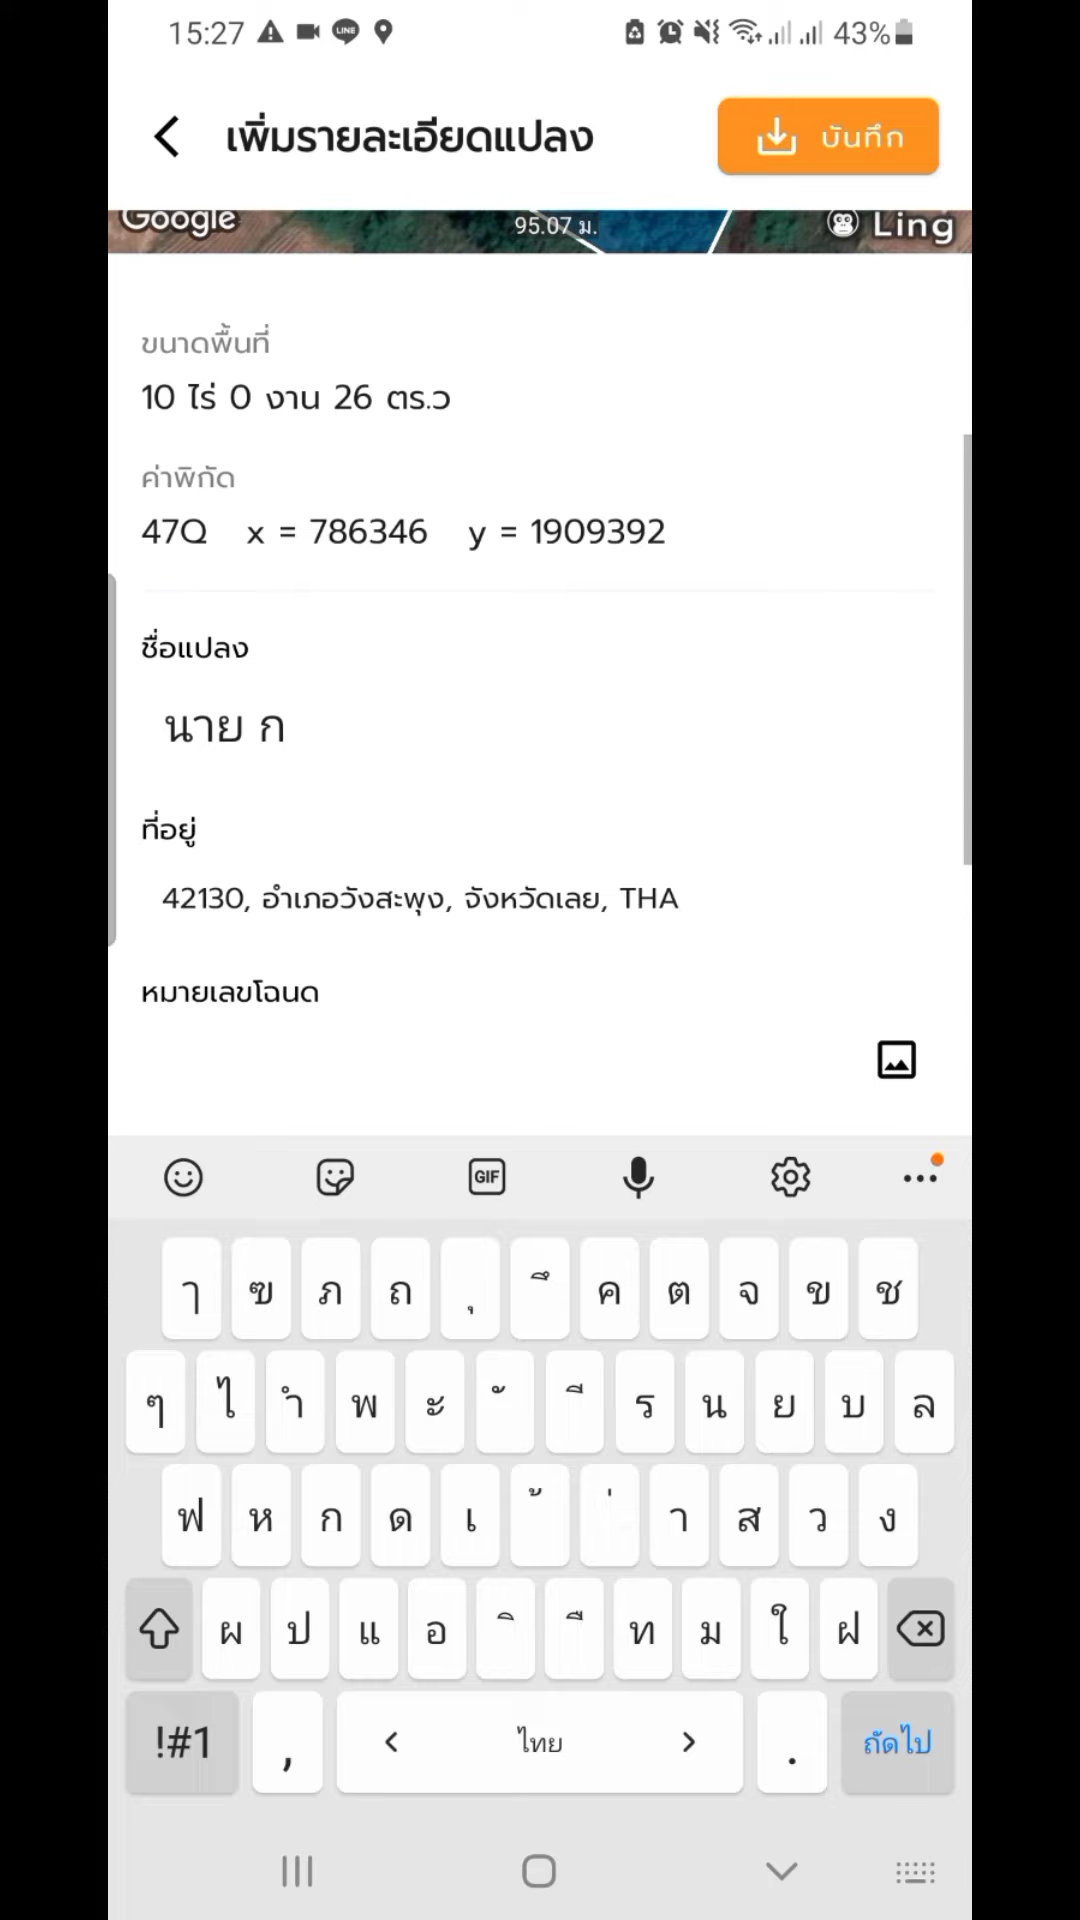 15:27 LINE 43%
เพิ่มรายละเอียดแปลง บันทึก
Google 95.07 ม. Ling
ขนาดพื้นที่
10 ไร่ 0 งาน 26 ตร.ว
ค่าพิกัด
47Q x = 786346 y = 1909392
ชื่อแปลง
นาย ก
ที่อยู่
42130, อำเภอวังสะพุง, จังหวัดเลย, THA
หมายเลขโฉนด
GIF
ๅ ฃ ภ ถ ุ ึ ค ต จ ข ช
ๆ ไ ำ พ ะ ั ี ร น ย บ ล
ฟ ห ก ด เ ้ ่ า ส ว ง
ผ ป แ อ ิ ื ท ม ใ ฝ
!#1 , < ไทย > . ถัดไป